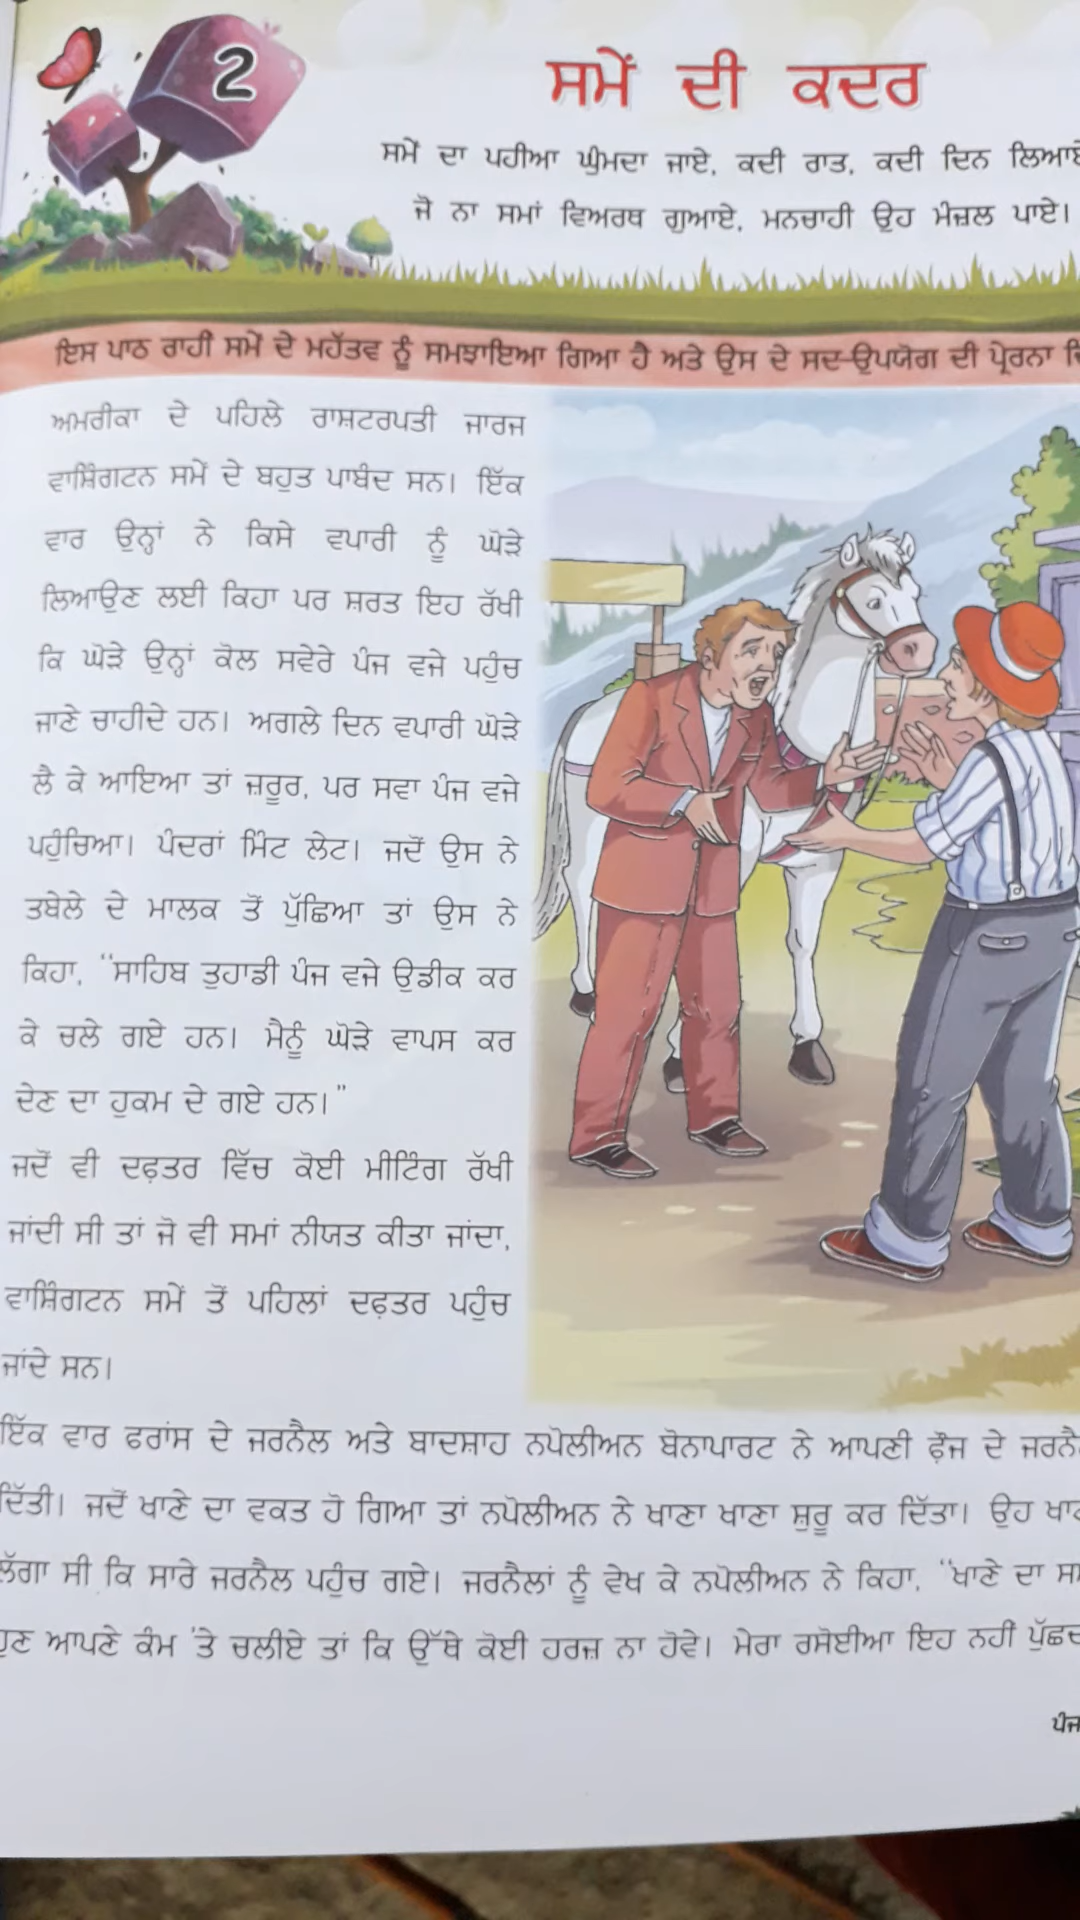 2
ਸਮੇਂ ਦੀ ਕਦਰ
ਸਮੇਂ ਦਾ ਪਹੀਆ ਘੁੰਮਦਾ ਜਾਏ, ਕਦੀ ਰਾਤ, ਕਦੀ ਦਿਨ ਲਿਆਏ
ਜੋ ਨਾ ਸਮਾਂ ਵਿਅਰਥ ਗੁਆਏ, ਮਨਚਾਹੀ ਉਹ ਮੰਜ਼ਲ ਪਾਏ।
ਇਸ ਪਾਠ ਰਾਹੀਂ ਸਮੇਂ ਦੇ ਮਹੱਤਵ ਨੂੰ ਸਮਝਾਇਆ ਗਿਆ ਹੈ ਅਤੇ ਉਸ ਦੇ ਸਦ-ਉਪਯੋਗ ਦੀ ਪ੍ਰੇਰਨਾ
ਅਮਰੀਕਾ ਦੇ ਪਹਿਲੇ ਰਾਸ਼ਟਰਪਤੀ ਜਾਰਜ
ਵਾਸ਼ਿੰਗਟਨ ਸਮੇਂ ਦੇ ਬਹੁਤ ਪਾਬੰਦ ਸਨ। ਇੱਕ
ਵਾਰ ਉਨ੍ਹਾਂ ਨੇ ਕਿਸੇ ਵਪਾਰੀ ਨੂੰ ਘੋੜੇ
ਲਿਆਉਣ ਲਈ ਕਿਹਾ ਪਰ ਸ਼ਰਤ ਇਹ ਰੱਖੀ
ਕਿ ਘੋੜੇ ਉਨ੍ਹਾਂ ਕੋਲ ਸਵੇਰੇ ਪੰਜ ਵਜੇ ਪਹੁੰਚ
ਜਾਣੇ ਚਾਹੀਦੇ ਹਨ। ਅਗਲੇ ਦਿਨ ਵਪਾਰੀ ਘੋੜੇ
ਲੈ ਕੇ ਆਇਆ ਤਾਂ ਜ਼ਰੂਰ, ਪਰ ਸਵਾ ਪੰਜ ਵਜੇ
ਪਹੁੰਚਿਆ। ਪੰਦਰਾਂ ਮਿੰਟ ਲੇਟ। ਜਦੋਂ ਉਸ ਨੇ
ਤਬੇਲੇ ਦੇ ਮਾਲਕ ਤੋਂ ਪੁੱਛਿਆ ਤਾਂ ਉਸ ਨੇ
ਕਿਹਾ, “ਸਾਹਿਬ ਤੁਹਾਡੀ ਪੰਜ ਵਜੇ ਉਡੀਕ ਕਰ
ਕੇ ਚਲੇ ਗਏ ਹਨ। ਮੈਨੂੰ ਘੋੜੇ ਵਾਪਸ ਕਰ
ਦੇਣ ਦਾ ਹੁਕਮ ਦੇ ਗਏ ਹਨ।”
ਜਦੋਂ ਵੀ ਦਫ਼ਤਰ ਵਿੱਚ ਕੋਈ ਮੀਟਿੰਗ ਰੱਖੀ
ਜਾਂਦੀ ਸੀ ਤਾਂ ਜੋ ਵੀ ਸਮਾਂ ਨੀਯਤ ਕੀਤਾ ਜਾਂਦਾ,
ਵਾਸ਼ਿੰਗਟਨ ਸਮੇਂ ਤੋਂ ਪਹਿਲਾਂ ਦਫ਼ਤਰ ਪਹੁੰਚ
ਜਾਂਦੇ ਸਨ।
ਇੱਕ ਵਾਰ ਫਰਾਂਸ ਦੇ ਜਰਨੈਲ ਅਤੇ ਬਾਦਸ਼ਾਹ ਨਪੋਲੀਅਨ ਬੋਨਾਪਾਰਟ ਨੇ ਆਪਣੀ ਫ਼ੌਜ ਦੇ
ਦਿੱਤੀ। ਜਦੋਂ ਖਾਣੇ ਦਾ ਵਕਤ ਹੋ ਗਿਆ ਤਾਂ ਨਪੋਲੀਅਨ ਨੇ ਖਾਣਾ ਖਾਣਾ ਸ਼ੁਰੂ ਕਰ ਦਿੱਤਾ। ਉਹ
ਲੱਗਾ ਸੀ ਕਿ ਸਾਰੇ ਜਰਨੈਲ ਪਹੁੰਚ ਗਏ। ਜਰਨੈਲਾਂ ਨੂੰ ਵੇਖ ਕੇ ਨਪੋਲੀਅਨ ਨੇ ਕਿਹਾ, “ਖਾਣੇ ਦਾ
ਹੁਣ ਆਪਣੇ ਕੰਮ 'ਤੇ ਚਲੀਏ ਤਾਂ ਕਿ ਉੱਥੇ ਕੋਈ ਹਰਜ਼ ਨਾ ਹੋਵੇ। ਮੇਰਾ ਰਸੋਈਆ ਇਹ ਨਹੀਂ